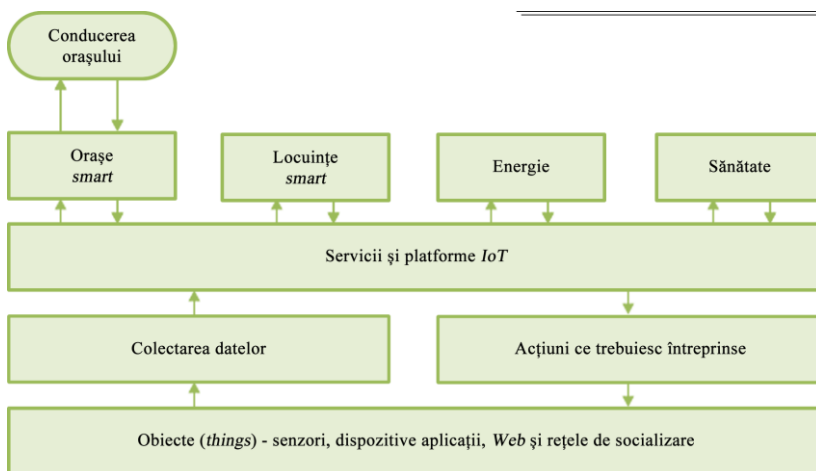 Conducerea
orașului
Orașe
smart
Locuințe
smart
Energie
Sănătate
Servicii și platforme IoT
Colectarea datelor
Acțiuni ce trebuiesc întreprinse
Obiecte (things) - senzori, dispozitive aplicații, Web și rețele de socializare